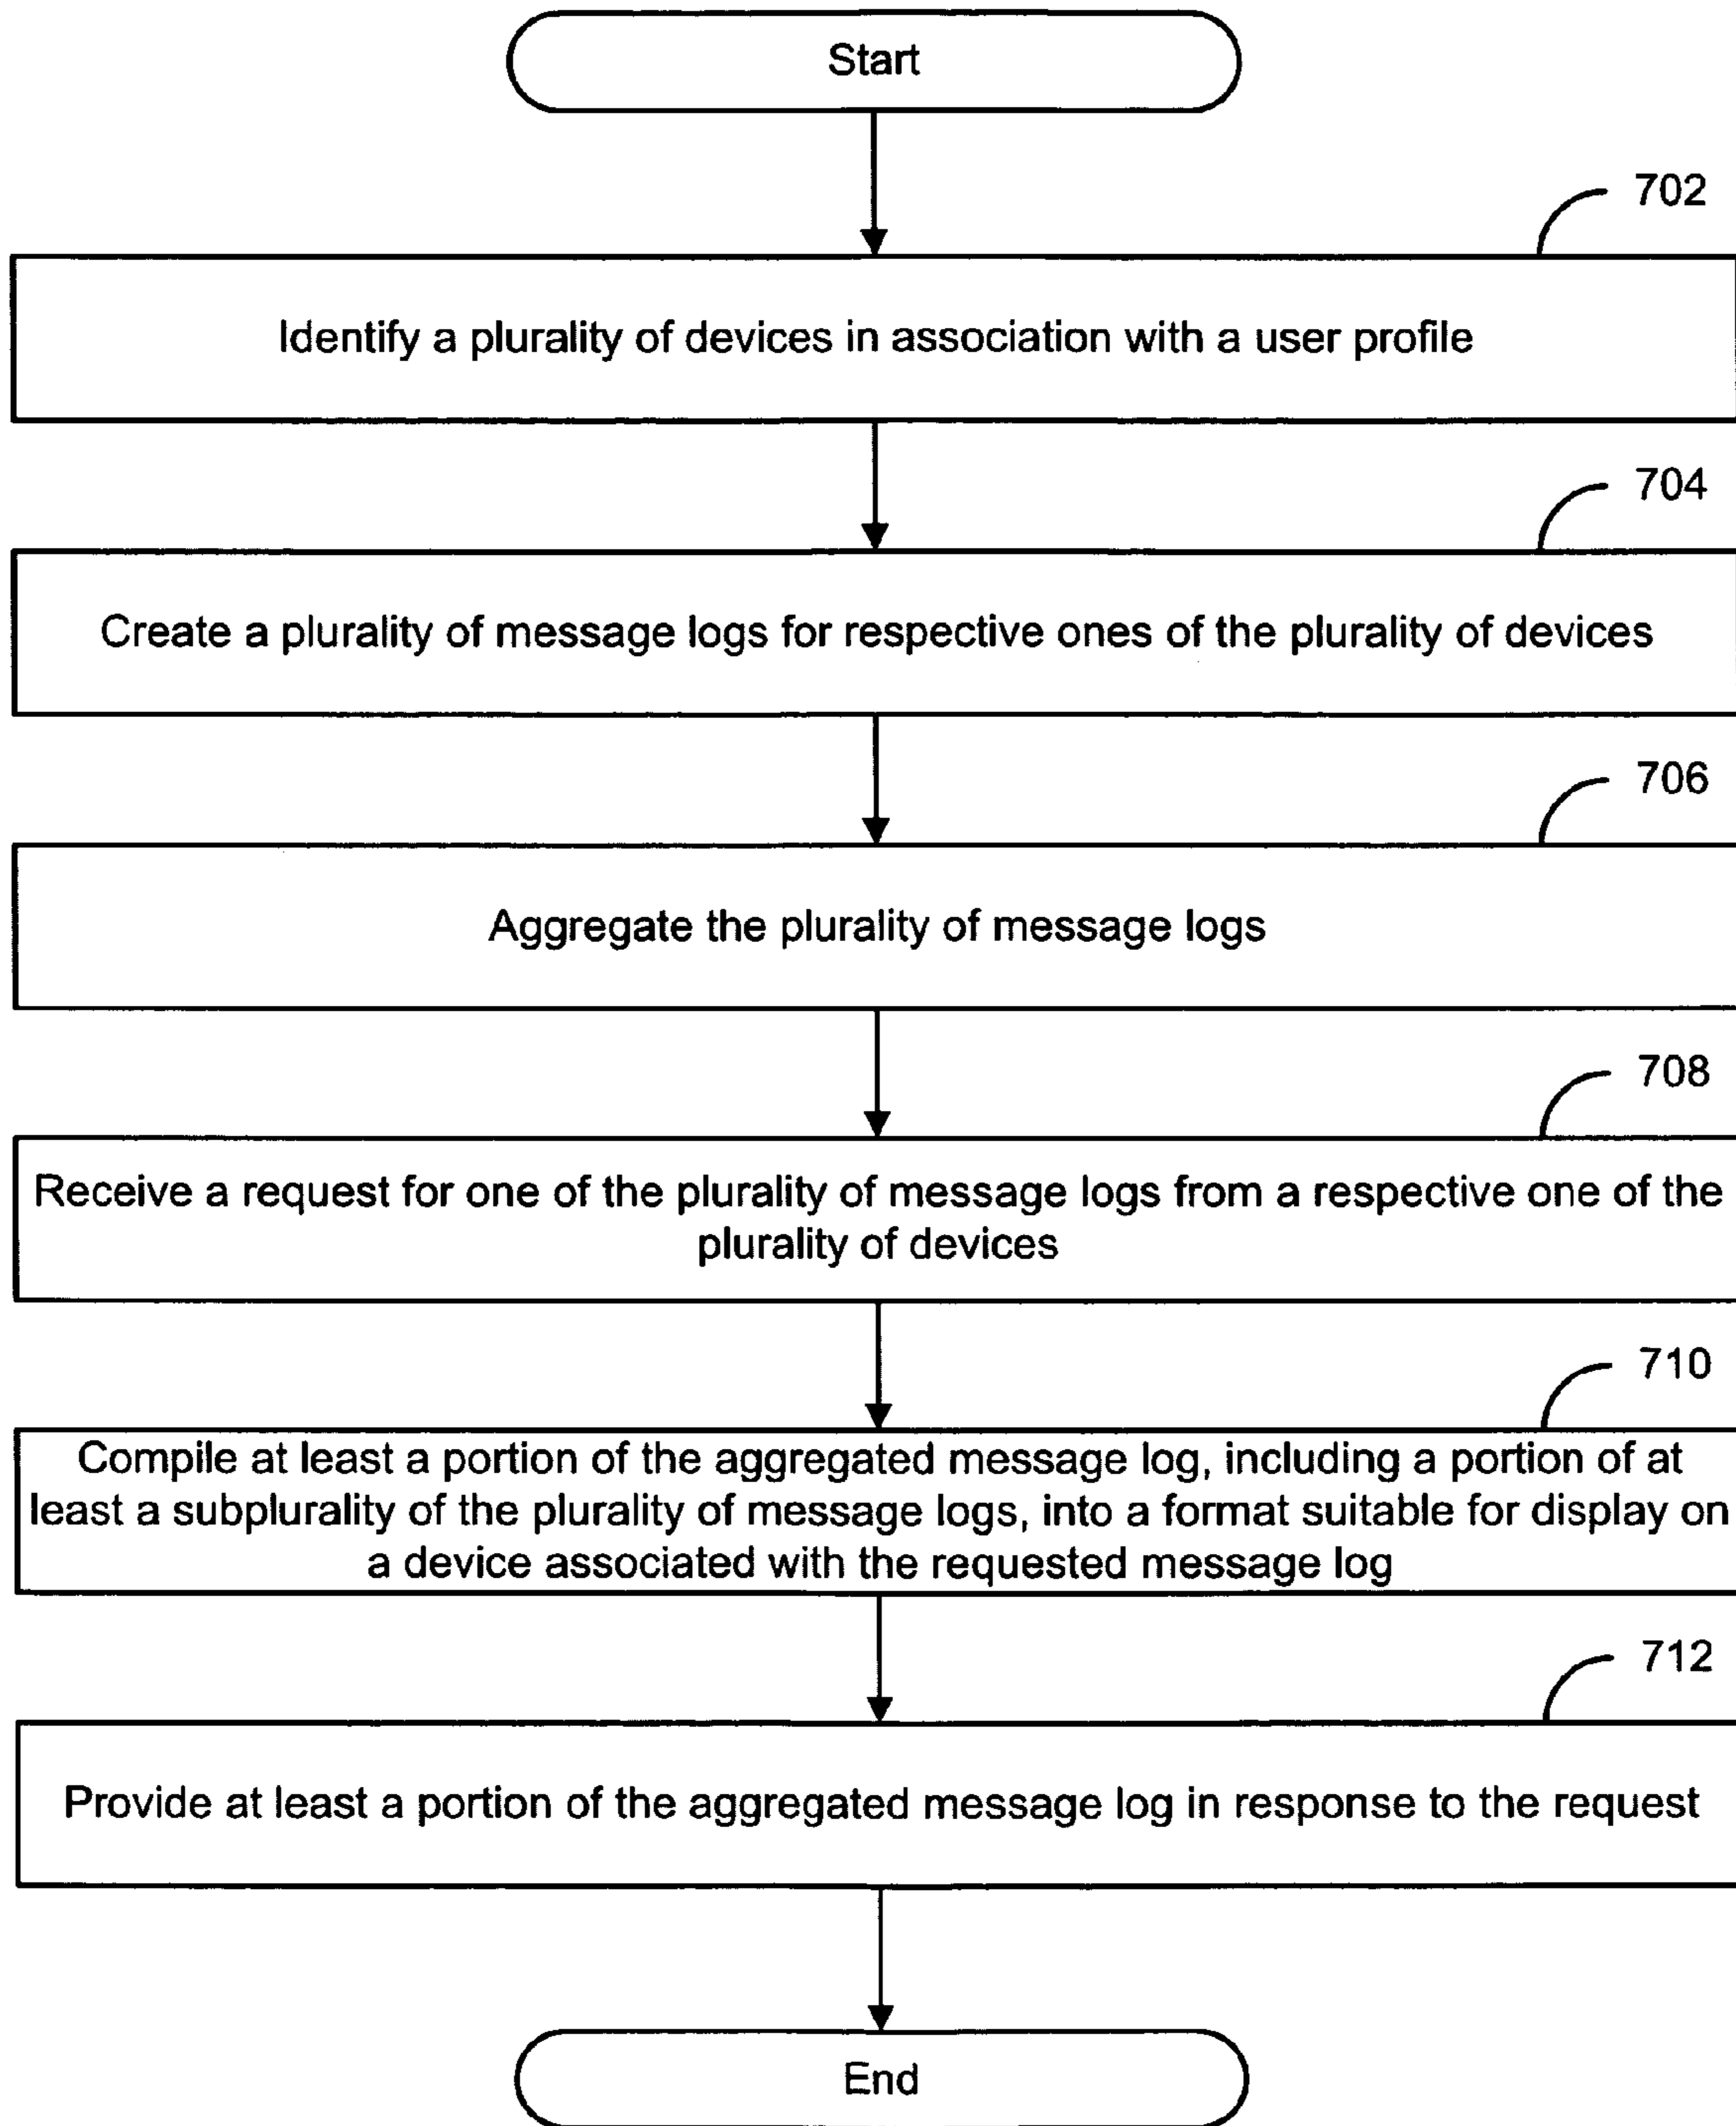 Start
702
Identify a plurality of devices in association with a user profile
704
Create a plurality of message logs for respective ones of the plurality of devices
706
Aggregate the plurality of message logs
708
Receive a request for one of the plurality of message logs from a respective one of the
plurality of devices
710
Compile at least a portion of the aggregated message log, including a portion of at
least a subplurality of the plurality of message logs, into a format suitable for display on
a device associated with the requested message log
712
Provide at least a portion of the aggregated message log in response to the request
End